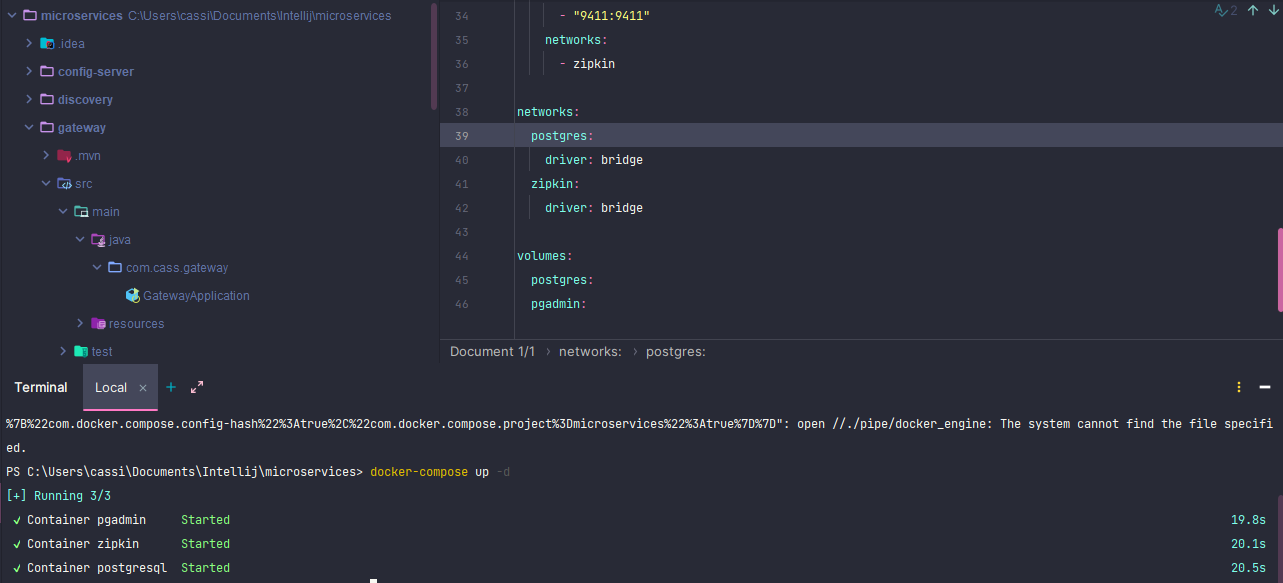 microservices C:\Users\cassi\Documents\Intellij\microservices
.idea
config-server
discovery
gateway
.mvn
src
main
java
com.cass.gateway
GatewayApplication
resources
test
2
34 - "9411:9411"
35 networks:
36 - zipkin
37
38 networks:
39 postgres:
40 driver: bridge
41 zipkin:
42 driver: bridge
43
44 volumes:
45 postgres:
46 pgadmin:
Document 1/1 › networks: › postgres:
Terminal Local × +
%7B%22com.docker.compose.config-hash%22%3Atrue%2C%22com.docker.compose.project%3Dmicroservices%22%3Atrue%7D%7D": open //./pipe/docker_engine: The system cannot find the file specifi
ed.
PS C:\Users\cassi\Documents\Intellij\microservices> docker-compose up -d
[+] Running 3/3
✓ Container pgadmin Started 19.8s
✓ Container zipkin Started 20.1s
✓ Container postgresql Started 20.5s